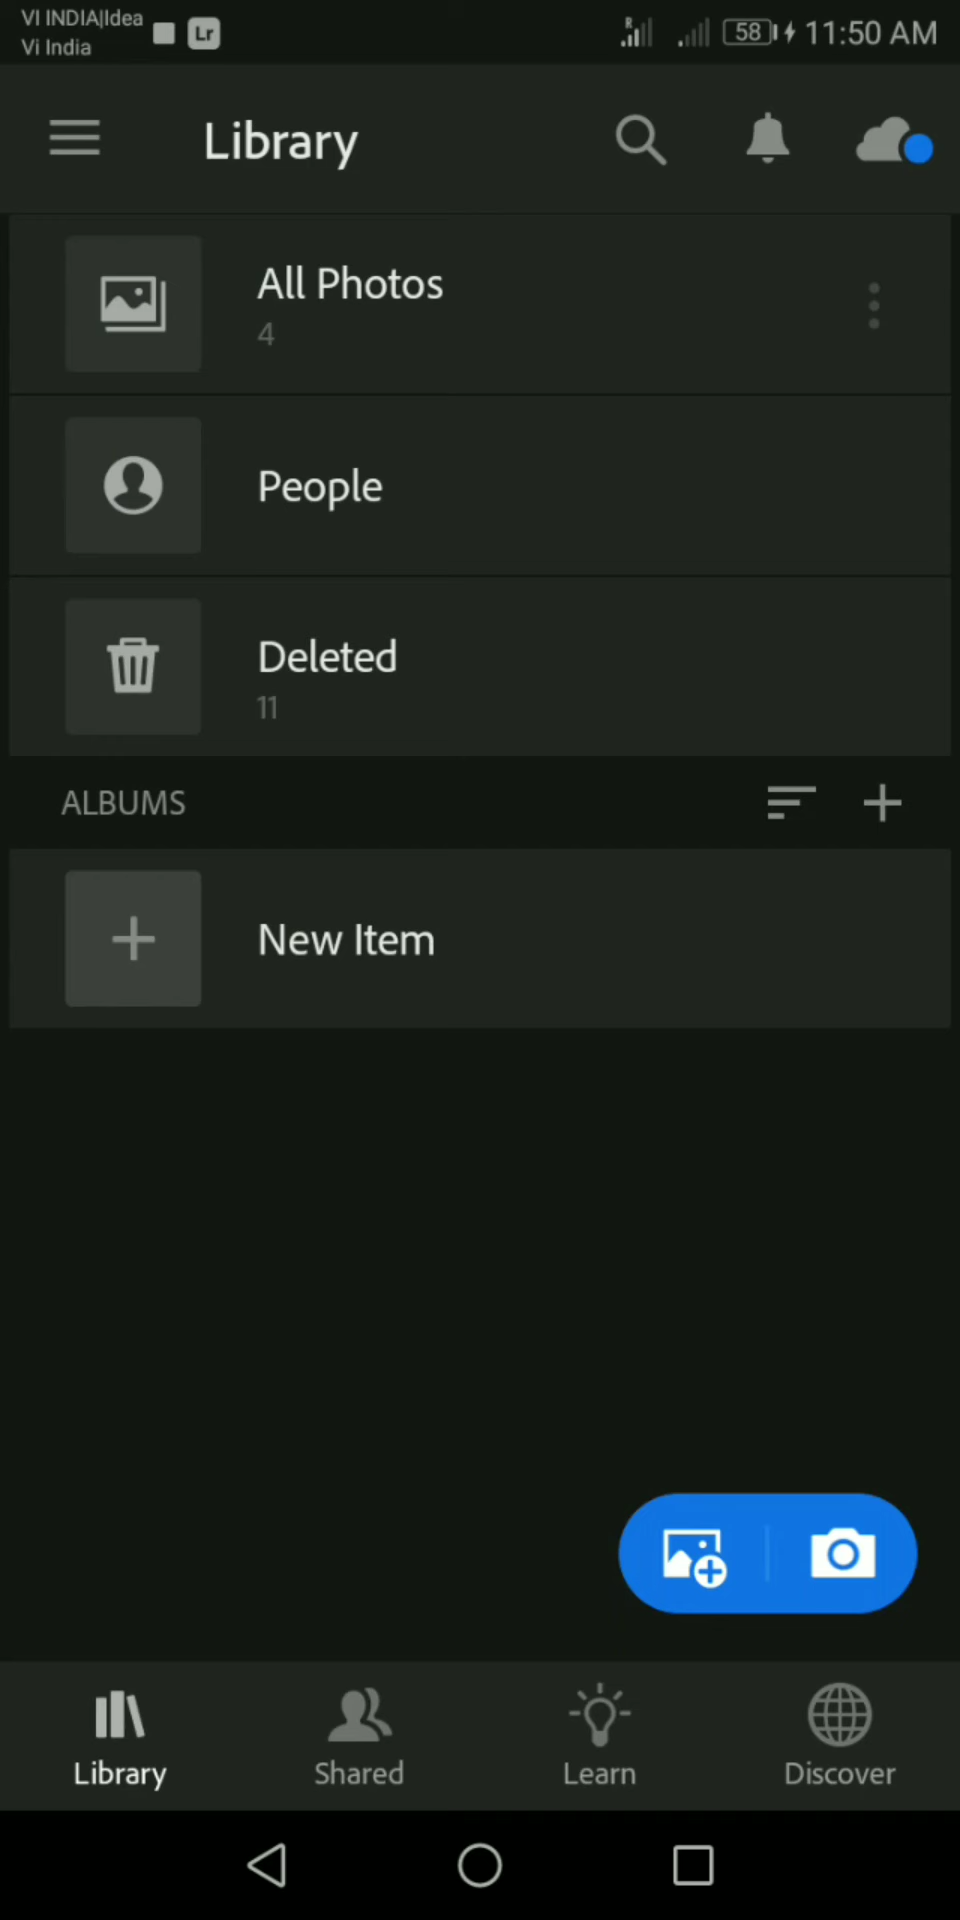 VI INDIA|Idea
Vi India
Lr
R
58
11:50 AM
Library
All Photos
4
People
Deleted
11
ALBUMS
New Item
Library
Shared
Learn
Discover